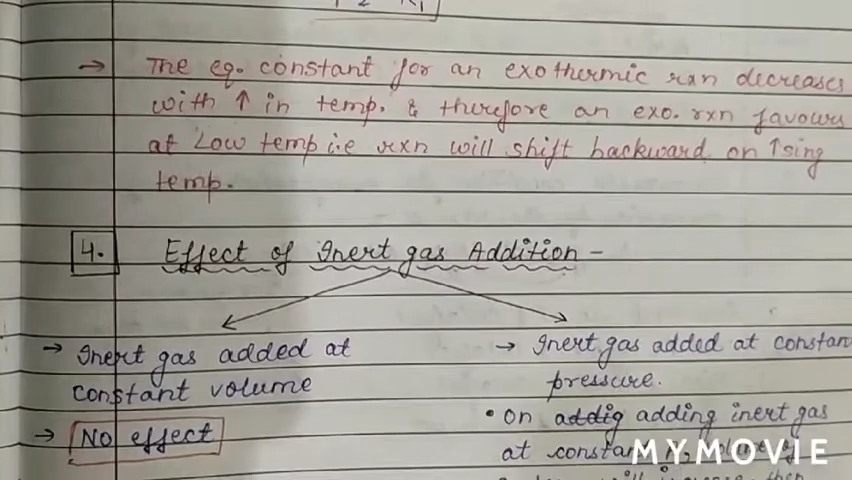 → The eq. constant for an exothermic rxn decreases
with ↑ in temp. & therefore an exo. rxn favours
at Low temp i.e rxn will shift backward on ↑sing
temp.
4. Effect of Inert gas Addition -
→ Inert gas added at
constant volume
→ No effect
→ Inert gas added at constan
pressure.
• on addig adding inert gas
at constan
MYMOVIE